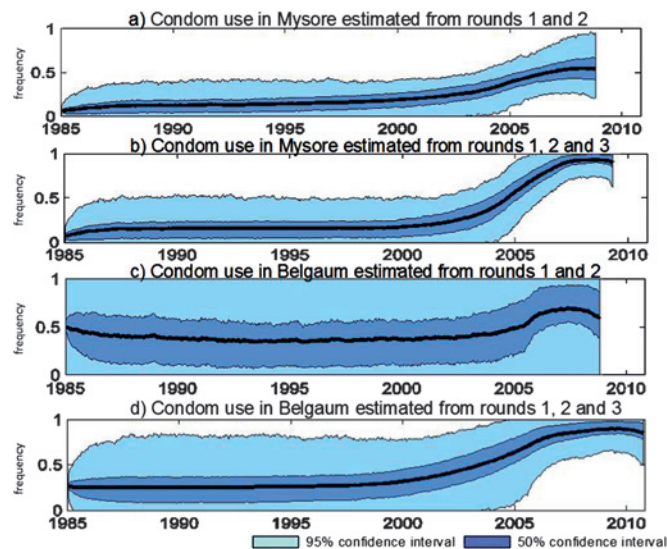 a) Condom use in Mysore estimated from rounds 1 and 2
frequency
1
0.5
0
1985 1990 1995 2000 2005 2010
b) Condom use in Mysore estimated from rounds 1, 2 and 3
frequency
1
0.5
0
1985 1990 1995 2000 2005 2010
c) Condom use in Belgaum estimated from rounds 1 and 2
frequency
1
0.5
0
1985 1990 1995 2000 2005 2010
d) Condom use in Belgaum estimated from rounds 1, 2 and 3
frequency
1
0.5
0
1985 1990 1995 2000 2005 2010
95% confidence interval 50% confidence interval